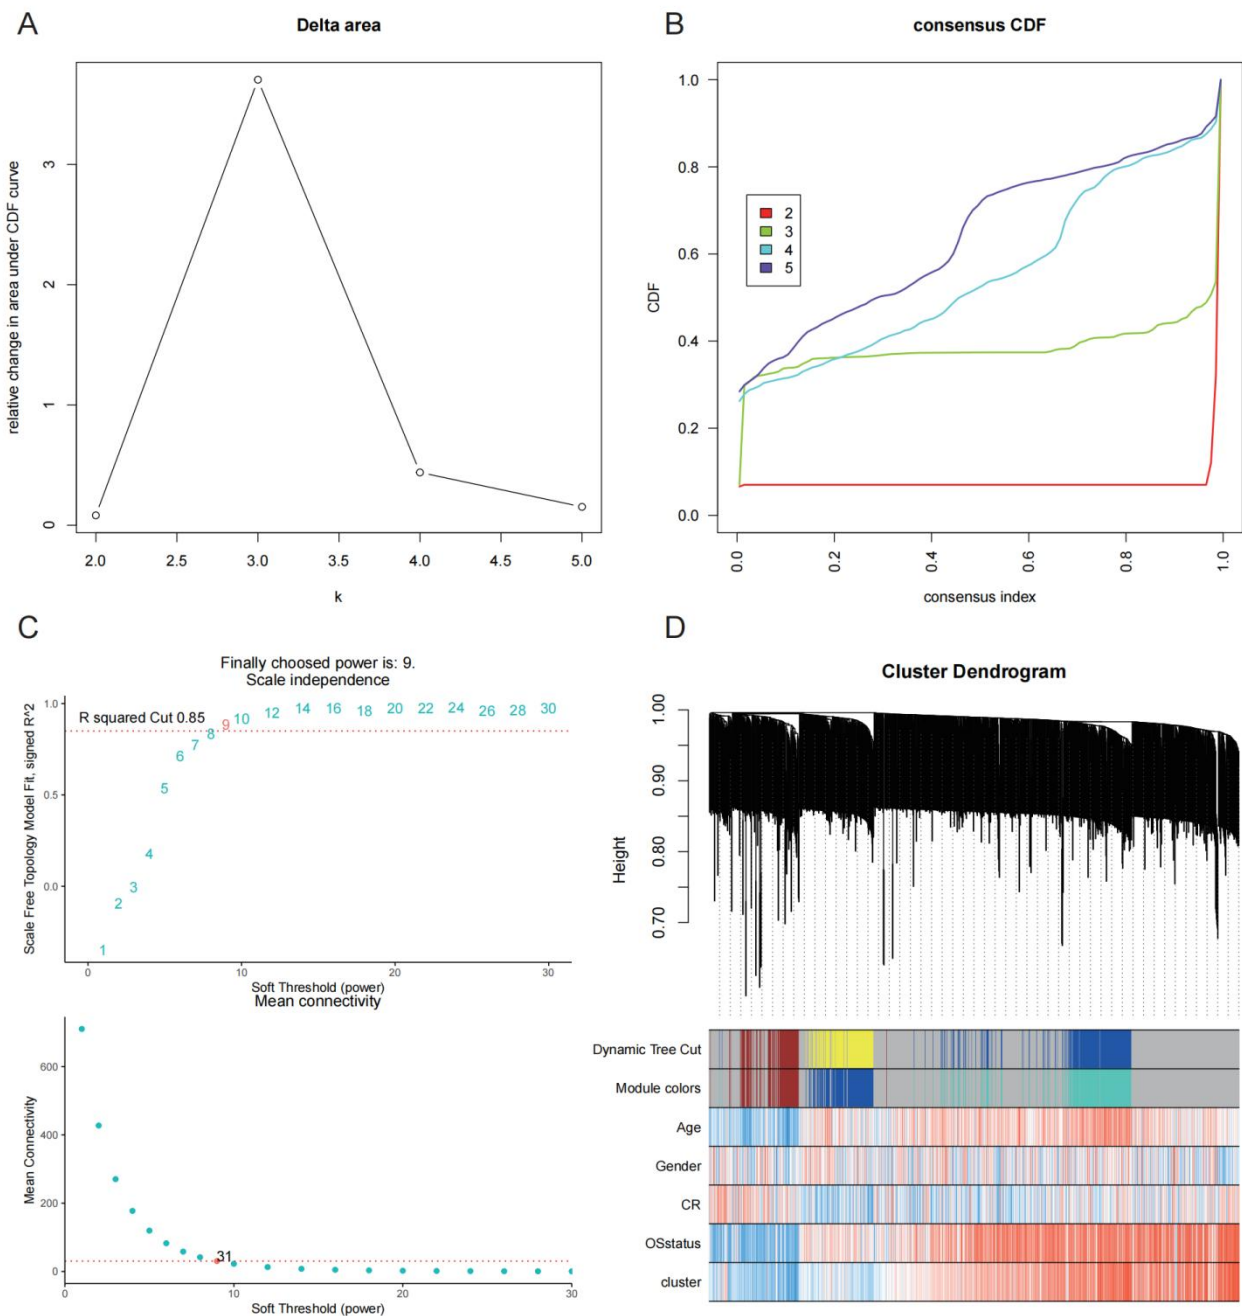 A
Delta area
relative change in area under CDF curve
3
2
1
0
2.0 2.5 3.0 3.5 4.0 4.5 5.0
k
B
consensus CDF
CDF
1.0
0.8
0.6
0.4
0.2
0.0
2
3
4
5
0.0 0.2 0.4 0.6 0.8 1.0
consensus index
C
Finally choosed power is: 9.
Scale independence
Scale Free Topology Model Fit, signed R^2
1.0
0.5
0.0
R squared Cut 0.85
1 2 3 4 5 6 7 8 9 10 12 14 16 18 20 22 24 26 28 30
0 10 20 30
Soft Threshold (power)
Mean connectivity
Mean Connectivity
600
400
200
0
31
0 10 20 30
Soft Threshold (power)
D
Cluster Dendrogram
Height
1.00
0.90
0.80
0.70
Dynamic Tree Cut
Module colors
Age
Gender
CR
OSstatus
cluster